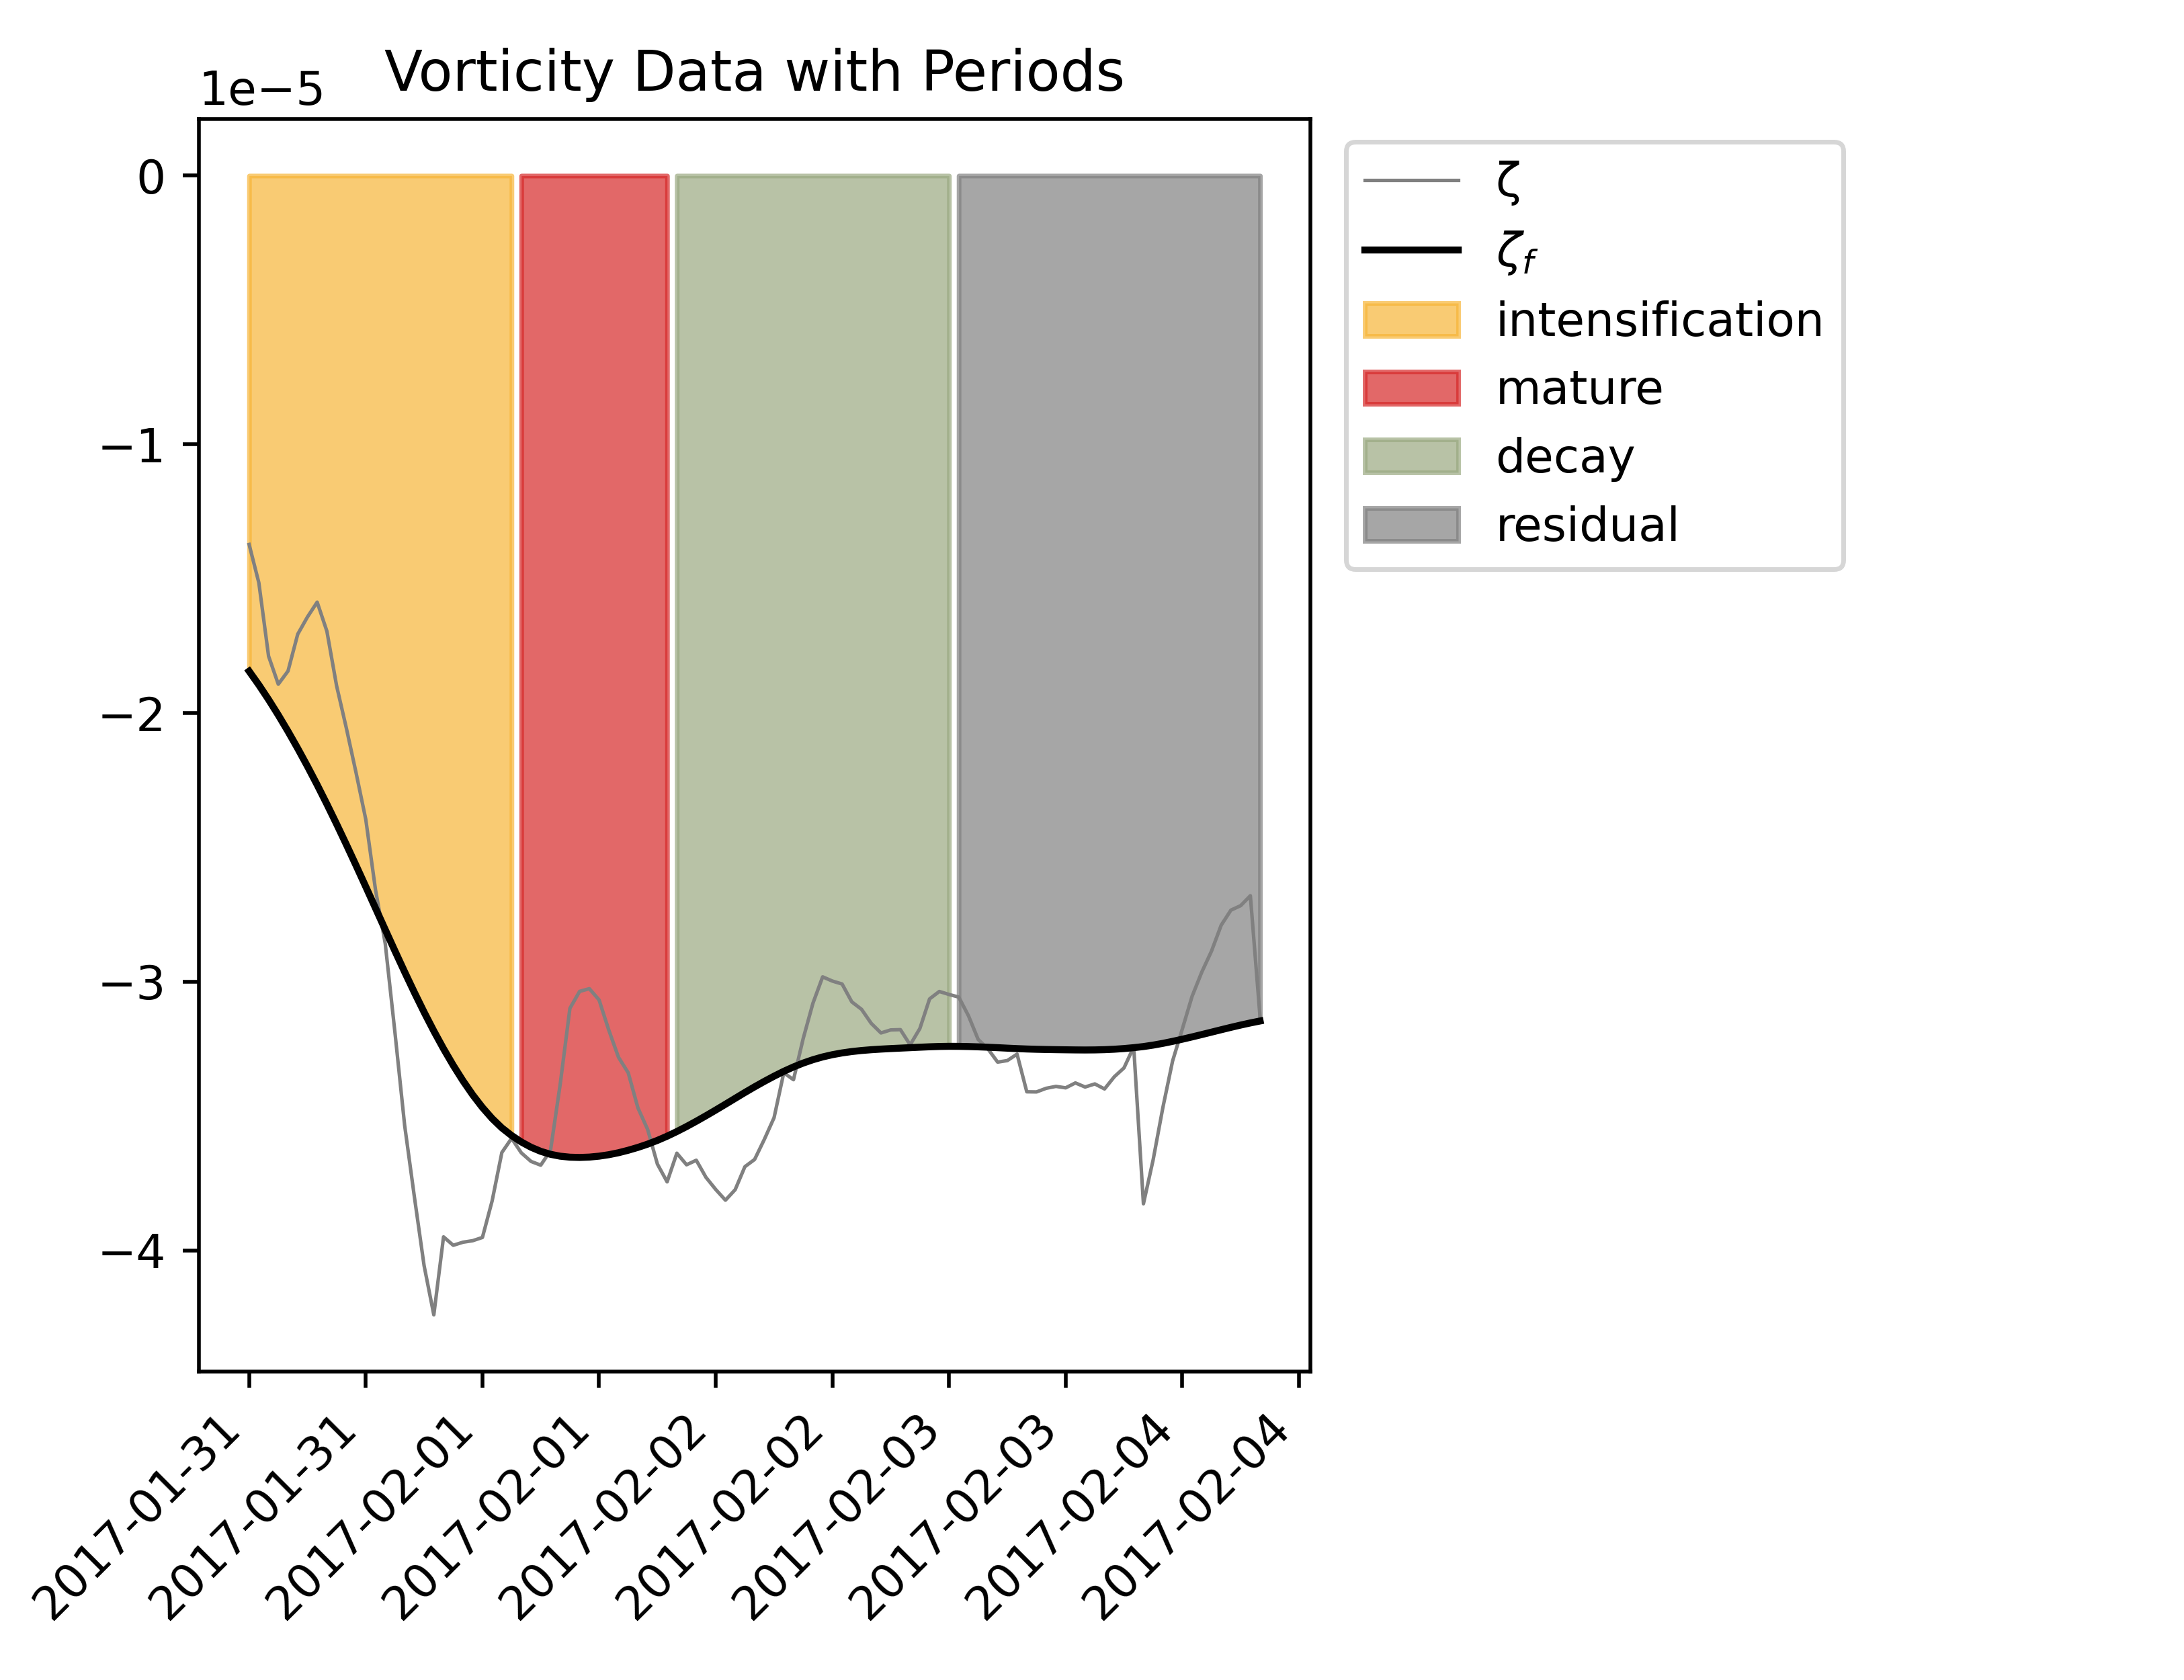 Vorticity Data with Periods
1e−5
0
−1
−2
−3
−4
2017-01-31
2017-01-31
2017-02-01
2017-02-01
2017-02-02
2017-02-02
2017-02-03
2017-02-03
2017-02-04
2017-02-04
ζ
ζf
intensification
mature
decay
residual